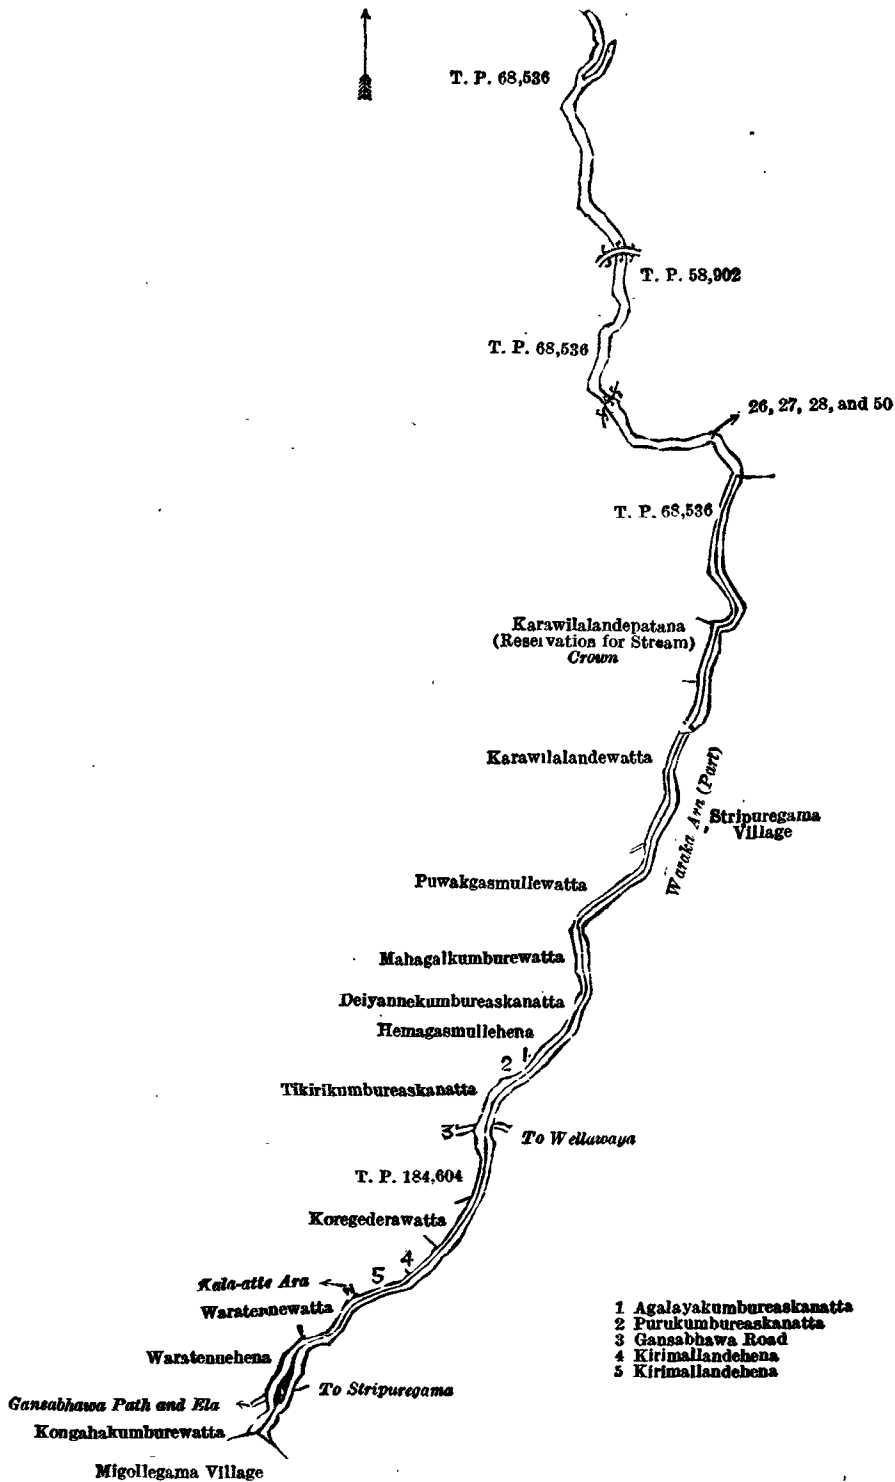 T. P. 68,536
T. P. 58,902
T. P. 68,536
26, 27, 28, and 50
T. P. 68,536
Karawilalandepatana
(Reservation for Stream)
Crown
Karawilalandewatta
Waraka Ara (Part)
Stripuregama
Village
Puwakgasmullewatta
Mahagalkumburewatta
Deiyannekumbureaskanatta
Hemagasmullehena
1
2
Tikirikumbureaskanatta
3
To Wellawaya
T. P. 184,604
Koregederawatta
4
5
Kala-atte Ara
Waratennewatta
Waratennehena
To Stripuregama
Gansabhawa Path and Ela
Kongahakumburewatta
Migollegama Village
1 Agalayakumbureaskanatta
2 Purukumbureaskanatta
3 Gansabhawa Road
4 Kirimallandehena
5 Kirimallandehena